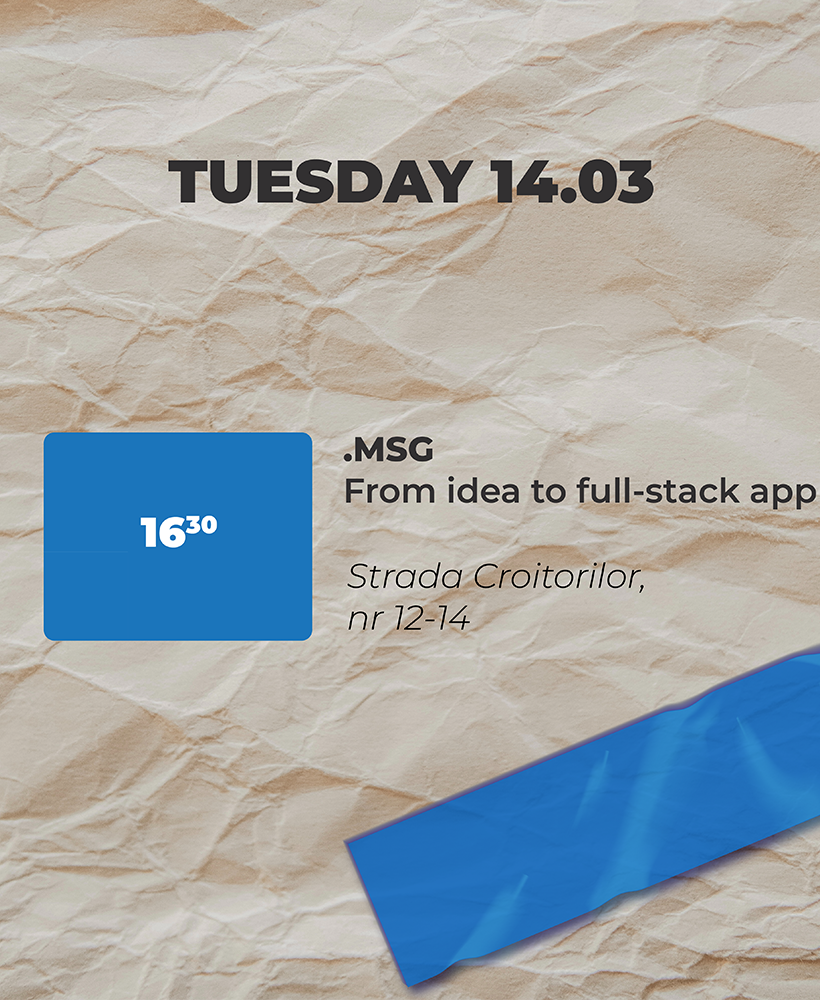 TUESDAY 14.03
16³⁰
.MSG
From idea to full-stack app
Strada Croitorilor,
nr 12-14